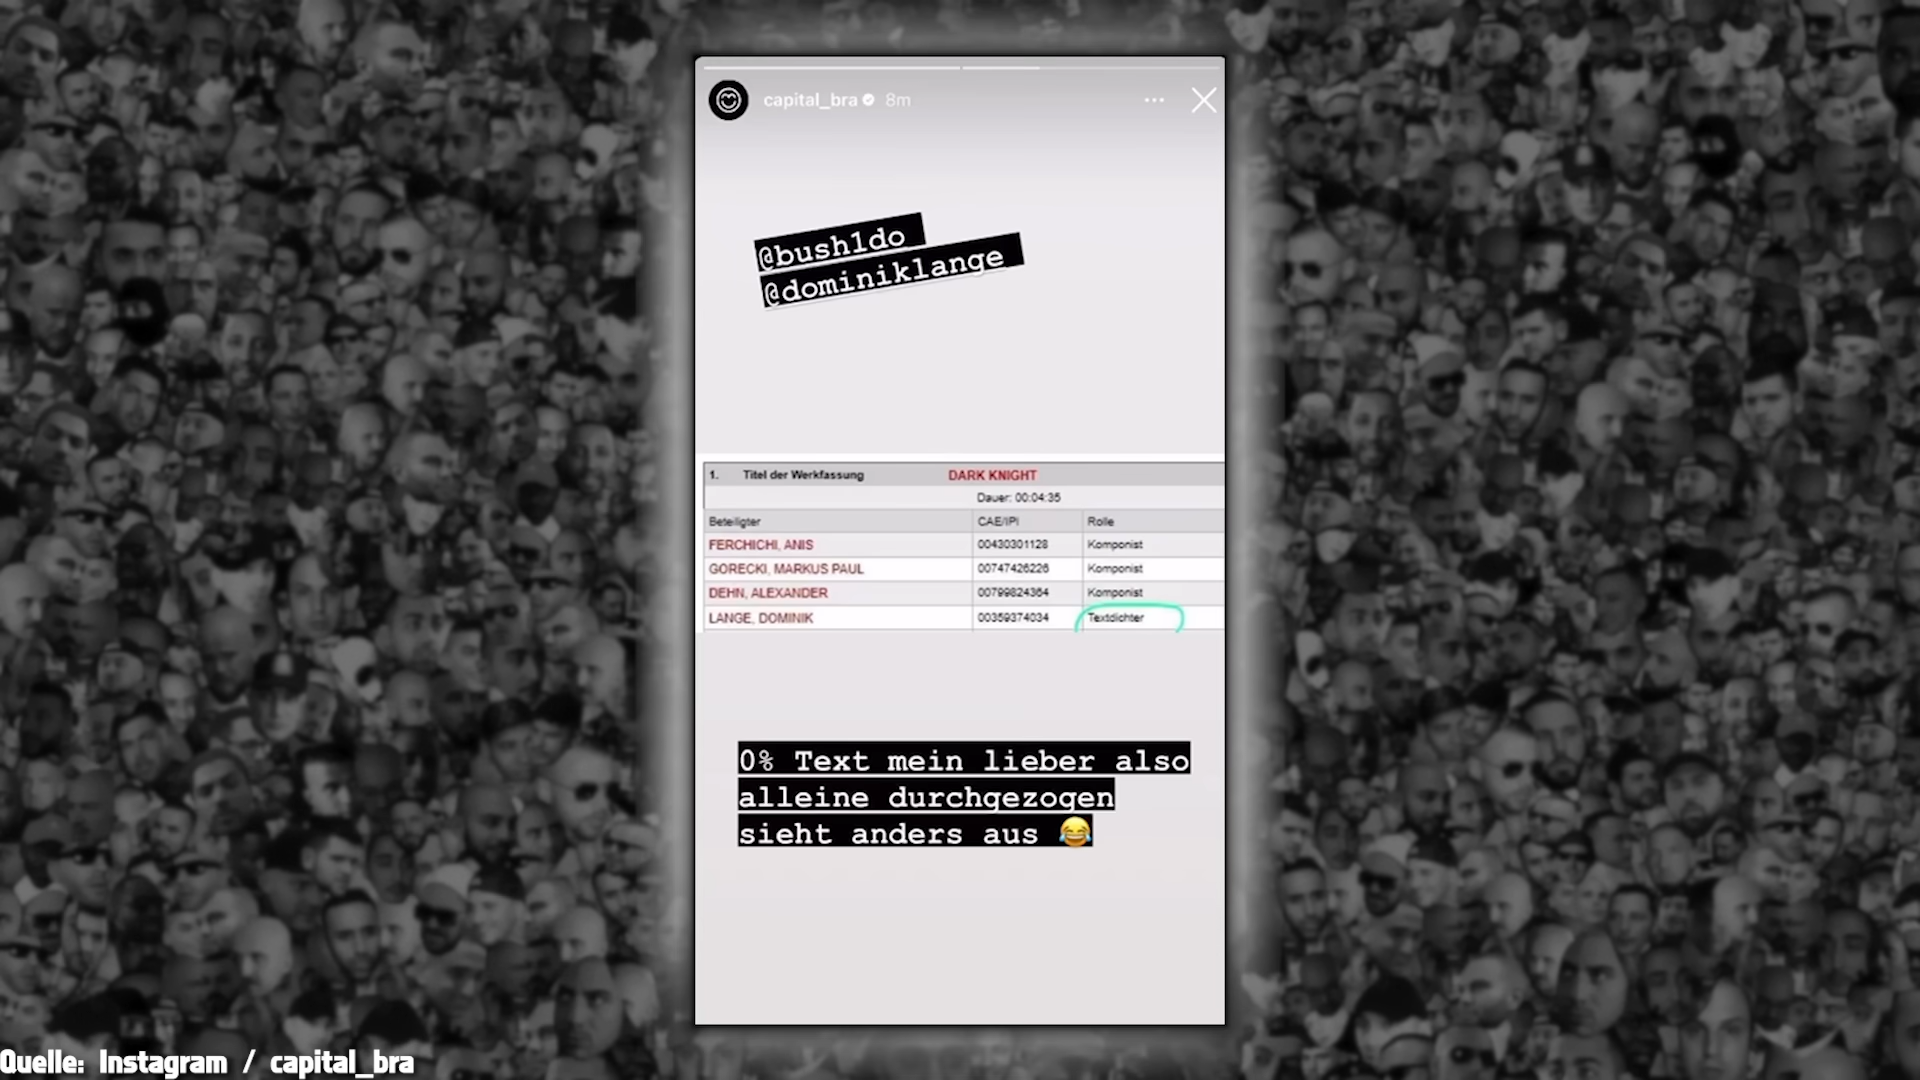 capital_bra 8m
@bush1do
@dominiklange
1. Titel der Werkfassung DARK KNIGHT
Dauer: 00:04:35
Beteiligter CAE/IPI Rolle
FERCHICHI, ANIS 00430301128 Komponist
GORECKI, MARKUS PAUL 00747426226 Komponist
DEHN, ALEXANDER 00799824364 Komponist
LANGE, DOMINIK 00359374034 Textdichter
0% Text mein lieber also
alleine durchgezogen
sieht anders aus 😂
Quelle: Instagram / capital_bra